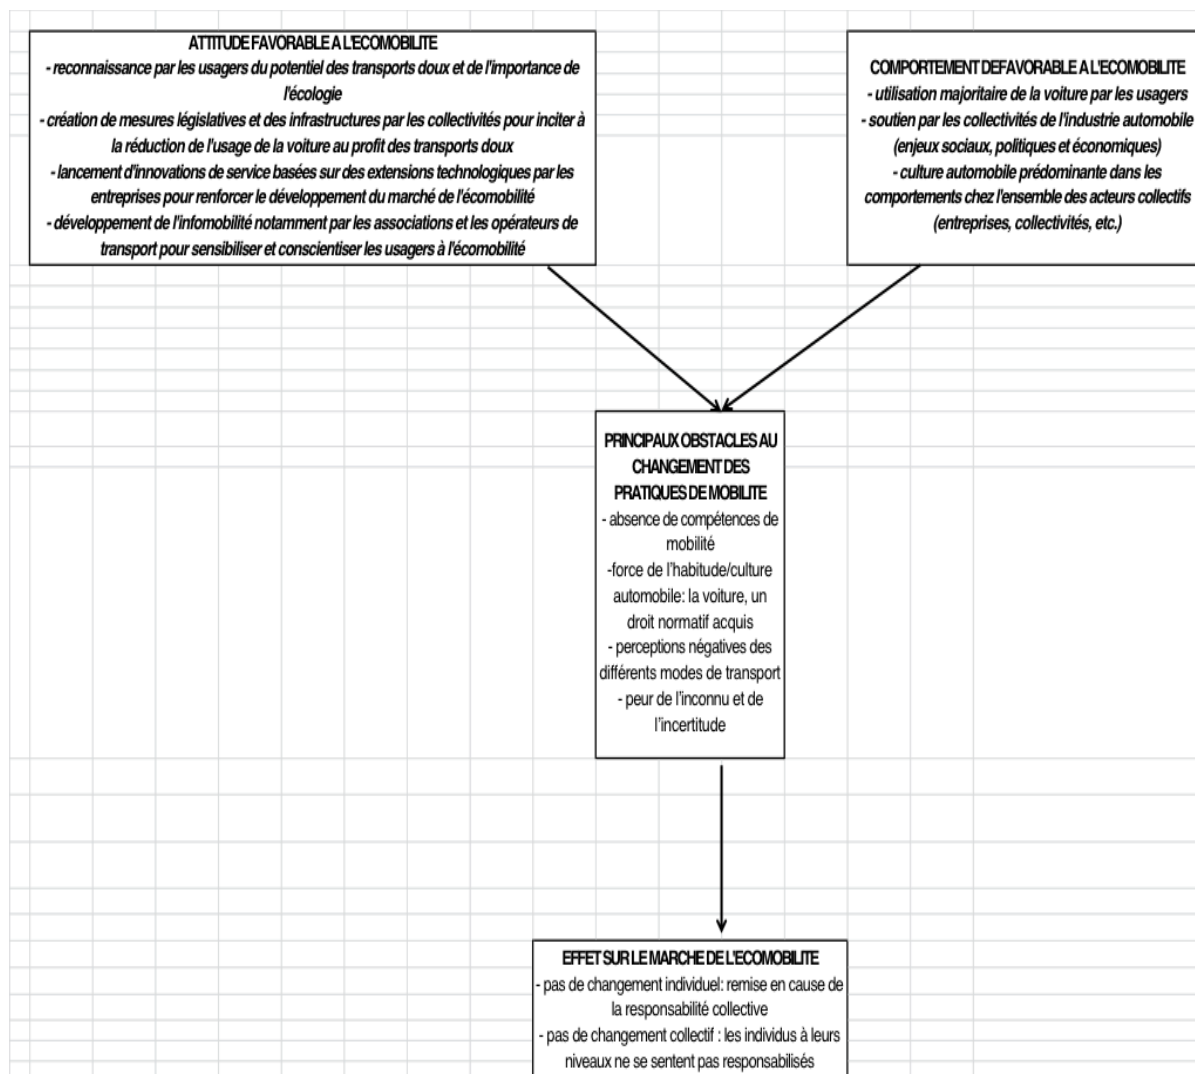 ATTITUDE FAVORABLE A L'ECOMOBILITE
- reconnaissance par les usagers du potentiel des transports doux et de l'importance de
l'écologie
- création de mesures législatives et des infrastructures par les collectivités pour inciter à
la réduction de l'usage de la voiture au profit des transports doux
- lancement d'innovations de service basées sur des extensions technologiques par les
entreprises pour renforcer le développement du marché de l'écomobilité
- développement de l'infomobilité notamment par les associations et les opérateurs de
transport pour sensibiliser et conscientiser les usagers à l'écomobilité
COMPORTEMENT DEFAVORABLE A L'ECOMOBILITE
- utilisation majoritaire de la voiture par les usagers
- soutien par les collectivités de l'industrie automobile
(enjeux sociaux, politiques et économiques)
- culture automobile prédominante dans les
comportements chez l'ensemble des acteurs collectifs
(entreprises, collectivités, etc.)
PRINCIPAUX OBSTACLES AU
CHANGEMENT DES
PRATIQUES DE MOBILITE
- absence de compétences de
mobilité
-force de l'habitude/culture
automobile: la voiture, un
droit normatif acquis
- perceptions négatives des
différents modes de transport
- peur de l'inconnu et de
l'incertitude
EFFET SUR LE MARCHE DE L'ECOMOBILITE
- pas de changement individuel: remise en cause de
la responsabilité collective
- pas de changement collectif : les individus à leurs
niveaux ne se sentent pas responsabilisés